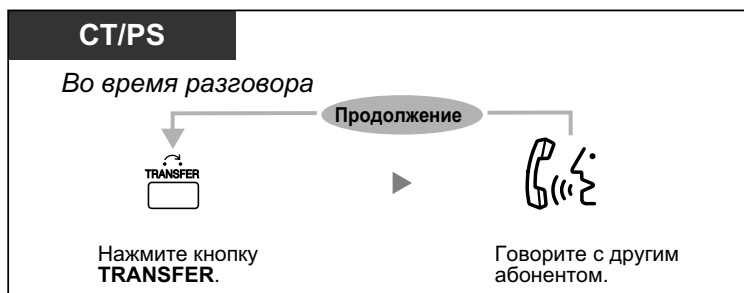 CT/PS
Во время разговора
Продолжение
TRANSFER
Нажмите кнопку
TRANSFER.
Говорите с другим
абонентом.